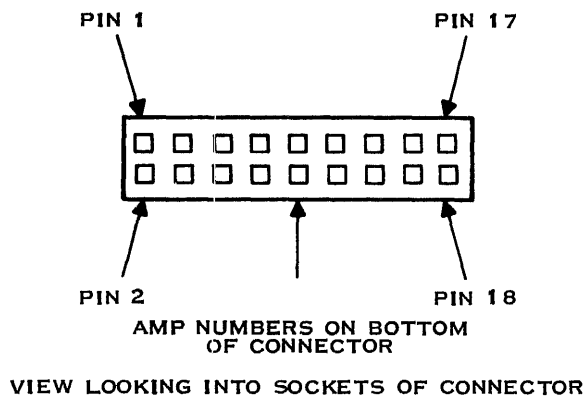 PIN 1
PIN 17
PIN 2
PIN 18
AMP NUMBERS ON BOTTOM
OF CONNECTOR
VIEW LOOKING INTO SOCKETS OF CONNECTOR